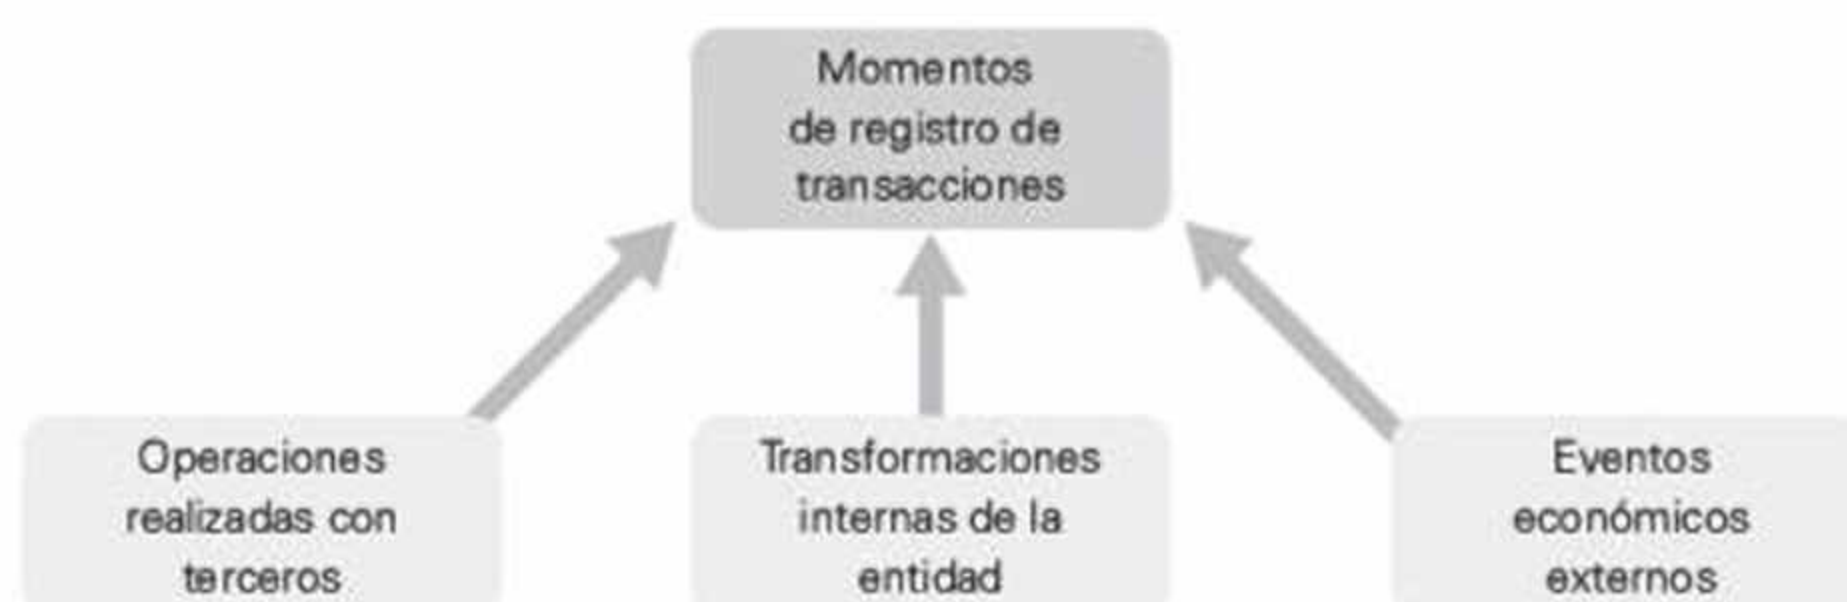 Momentos
de registro de
transacciones
Operaciones
realizadas con
terceros
Transformaciones
internas de la
entidad
Eventos
económicos
externos